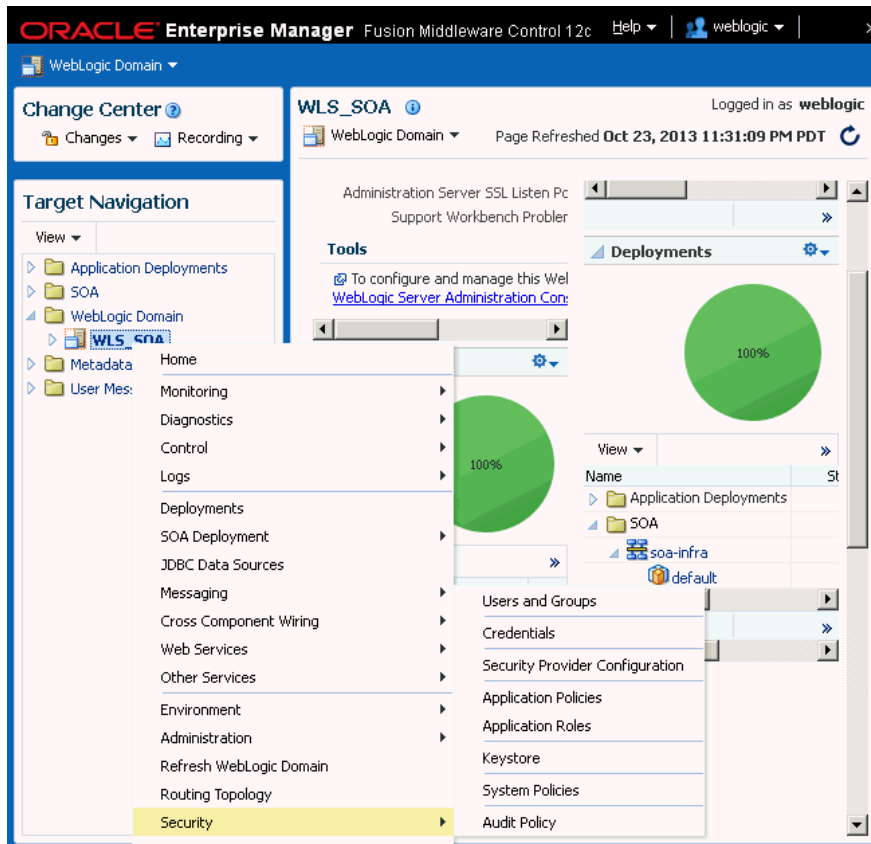 ORACLE Enterprise Manager Fusion Middleware Control 12c Help weblogic
WebLogic Domain
Change Center
Changes Recording
WLS_SOA Logged in as weblogic
WebLogic Domain Page Refreshed Oct 23, 2013 11:31:09 PM PDT
Target Navigation
View
Application Deployments
SOA
WebLogic Domain
WLS_SOA
Metadata
User Mes
Administration Server SSL Listen Po
Support Workbench Probler
Tools
To configure and manage this Wel
WebLogic Server Administration Con
Deployments
100%
100%
View
Name St
Application Deployments
SOA
soa-infra
default
Home
Monitoring
Diagnostics
Control
Logs
Deployments
SOA Deployment
JDBC Data Sources
Messaging
Cross Component Wiring
Web Services
Other Services
Environment
Administration
Refresh WebLogic Domain
Routing Topology
Security
Users and Groups
Credentials
Security Provider Configuration
Application Policies
Application Roles
Keystore
System Policies
Audit Policy